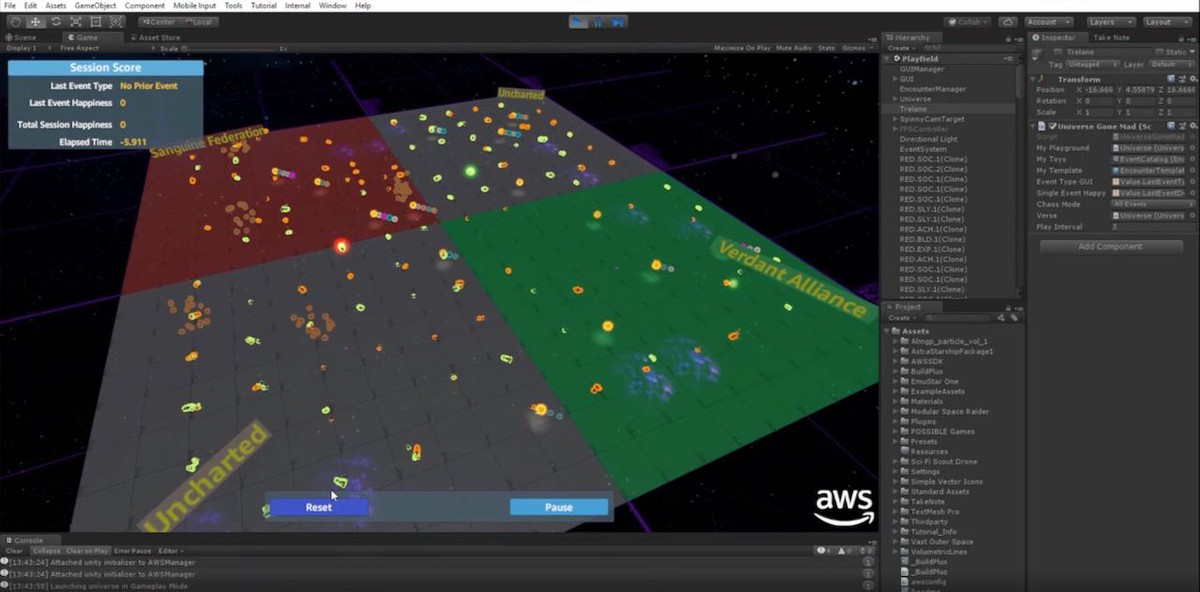 File Edit Assets GameObject Component Mobile Input Tools Tutorial Internal Window Help
Center Local
Collab Account Layers Layout
Scene Game Asset Store
Display 1 Free Aspect Scale 1x Maximize On Play Mute Audio Stats Gizmos
Session Score
Last Event Type No Prior Event
Last Event Happiness 0
Total Session Happiness 0
Elapsed Time -5.911
Uncharted
Sanguine Federation
Verdant Alliance
Uncharted
Reset Pause
aws
Hierarchy
Create
Playfield
GUIManager
GUI
EncounterManager
Universe
Trelane
SpinnyCamTarget
FPSController
Directional Light
EventSystem
RED.SOC.1(Clone)
RED.SOC.2(Clone)
RED.SOC.1(Clone)
RED.SOC.1(Clone)
RED.SOC.1(Clone)
RED.SLY.1(Clone)
RED.SLY.1(Clone)
RED.ACH.1(Clone)
RED.BLD.1(Clone)
RED.EXP.1(Clone)
RED.ACH.1(Clone)
RED.SOC.1(Clone)
RED.SOC.1(Clone)
RED.SLY.1(Clone)
Project
Create
Assets
AImgp_particle_vol_1
AstraStarshipPackage1
AWSSDK
BuildPlus
EmuStar One
ExampleAssets
Materials
Modular Space Raider
Plugins
POSSIBLE Games
Presets
Resources
Sci-Fi Scout Drone
Settings
Simple Vector Icons
Standard Assets
TakeNote
TextMesh Pro
Thirdparty
Tutorial_Info
Vast Outer Space
VolumetricLines
_BuildPlus
_BuildPlus
awsconfig
Inspector Take Note
Trelane Static
Tag Untagged Layer Default
Transform
Position X -16.666 Y 4.55879 Z 18.6666
Rotation X 0 Y 0 Z 0
Scale X 1 Y 1 Z 1
Universe Gone Mad (Sc
Script UniverseGoneMad
My Playground Universe (Univers
My Toys EventCatalog (En
My Template EncounterTemplat
Event Type GUI Value.LastEventTy
Single Event Happy Value.LastEventD
Chaos Mode All Events
Verse Universe (Univers
Play Interval 3
Add Component
Console
Clear Collapse Clear on Play Error Pause Editor
[13:43:24] Attached unity initializer to AWSManager
[13:43:24] Attached unity initializer to AWSManager
[13:43:59] Launching universe in Gameplay Mode